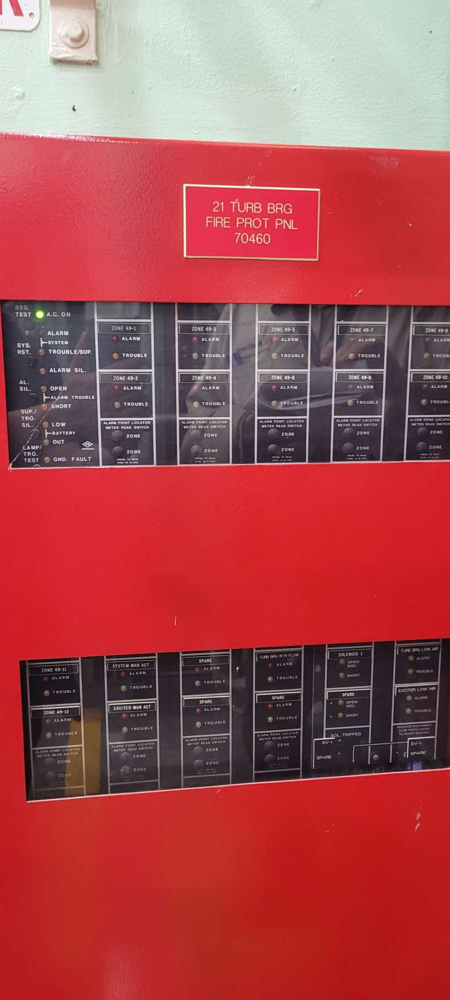 21 TURB BRG
FIRE PROT PNL
70460
SYS.
TEST
A.C. ON
ALARM
SYSTEM
SYS.
RST.
TROUBLE/SUP.
ALARM SIL.
AL.
SIL.
OPEN
ALARM TROUBLE
SHORT
SUP./
TRO.
SIL.
LOW
BATTERY
OUT
LAMP/
TRO.
TEST
GND. FAULT
APPROVED
ZONE 49-1
ALARM
TROUBLE
ZONE 49-2
ALARM
TROUBLE
ALARM POINT LOCATOR
METER READ SWITCH
ZONE
ZONE
PRESS TO READ
ZONE IN ALARM
ZONE 49-3
ALARM
TROUBLE
ZONE 49-4
ALARM
TROUBLE
ALARM POINT LOCATOR
METER READ SWITCH
ZONE
ZONE
PRESS TO READ
ZONE IN ALARM
ZONE 49-5
ALARM
TROUBLE
ZONE 49-6
ALARM
TROUBLE
ALARM POINT LOCATOR
METER READ SWITCH
ZONE
ZONE
PRESS TO READ
ZONE IN ALARM
ZONE 49-7
ALARM
TROUBLE
ZONE 49-8
ALARM
TROUBLE
ALARM POINT LOCATOR
METER READ SWITCH
ZONE
ZONE
PRESS TO READ
ZONE IN ALARM
ZONE 49-9
ALARM
TROUB
ZONE 49-10
ALARM
TROUBL
ALARM POINT LOCATO
METER READ SWITCH
ZONE
ZONE
PRESS TO READ
ZONE IN ALARM
ZONE 49-11
ALARM
TROUBLE
ZONE 49-12
ALARM
TROUBLE
ALARM POINT LOCATOR
METER READ SWITCH
ZONE
ZONE
SYSTEM MAN ACT
ALARM
TROUBLE
EXCITER MAN ACT
ALARM
TROUBLE
ALARM POINT LOCATOR
METER READ SWITCH
ZONE
ZONE
SPARE
ALARM
TROUBLE
SPARE
ALARM
TROUBLE
ALARM POINT LOCATOR
METER READ SWITCH
ZONE
ZONE
TURB BRG WTR FLOW
ALARM
TROUBLE
SPARE
ALARM
TROUBLE
ALARM POINT LOCATOR
METER READ SWITCH
ZONE
ZONE
SOLENOID 1
OPEN/
DISC.
SHORT
SPARE
OPEN/
DISC.
SHORT
SOL. TRIPPED
SV-1
SPARE
TURB BRG LOW AIR
ALARM
TROUBLE
EXCITER LOW AIR
ALARM
TROUBLE
SOLENOID DISCONNECT
SLIDE SWITCH DOWN
TO INHIBIT RELEASE
SV-1
SPARE